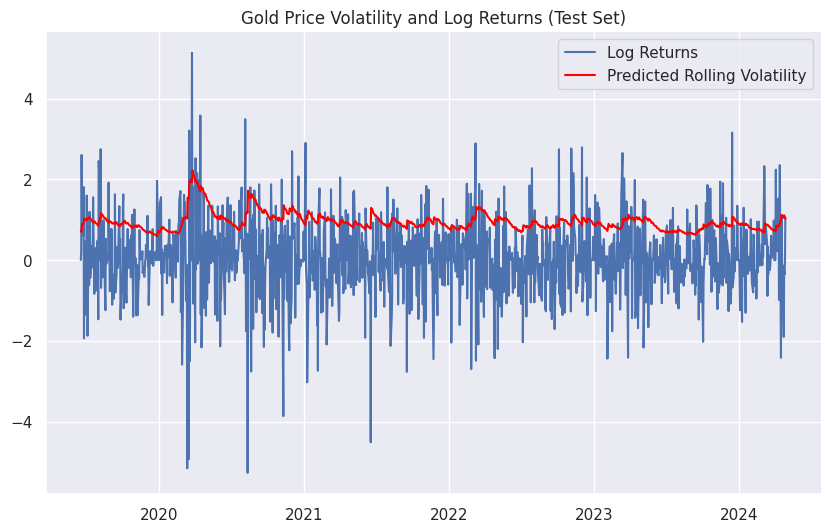 Gold Price Volatility and Log Returns (Test Set)
Log Returns
Predicted Rolling Volatility
4
2
0
−2
−4
2020 2021 2022 2023 2024